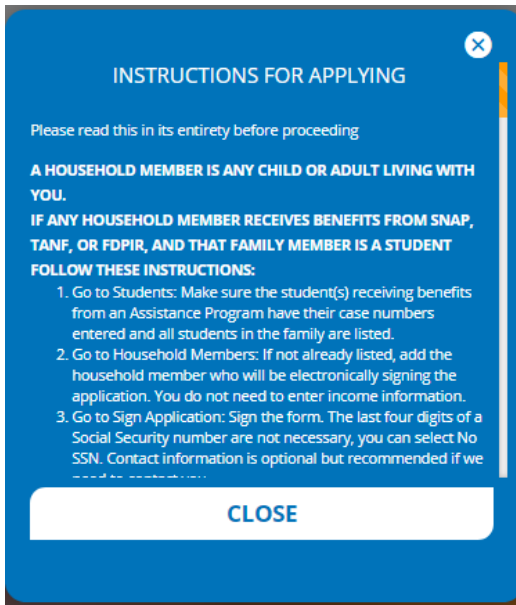 INSTRUCTIONS FOR APPLYING
Please read this in its entirety before proceeding
A HOUSEHOLD MEMBER IS ANY CHILD OR ADULT LIVING WITH
YOU.
IF ANY HOUSEHOLD MEMBER RECEIVES BENEFITS FROM SNAP,
TANF, OR FDPIR, AND THAT FAMILY MEMBER IS A STUDENT
FOLLOW THESE INSTRUCTIONS:
1. Go to Students: Make sure the student(s) receiving benefits
from an Assistance Program have their case numbers
entered and all students in the family are listed.
2. Go to Household Members: If not already listed, add the
household member who will be electronically signing the
application. You do not need to enter income information.
3. Go to Sign Application: Sign the form. The last four digits of a
Social Security number are not necessary, you can select No
SSN. Contact information is optional but recommended if we
need to contact you
CLOSE